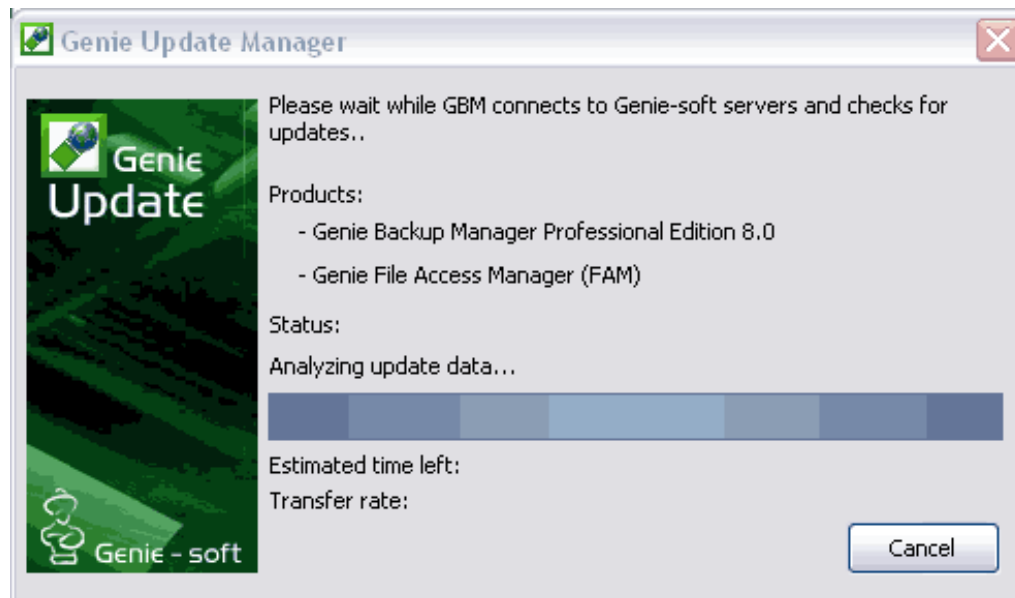 Genie Update Manager
Genie
Update
Please wait while GBM connects to Genie-soft servers and checks for
updates..
Products:
- Genie Backup Manager Professional Edition 8.0
- Genie File Access Manager (FAM)
Status:
Analyzing update data...
Estimated time left:
Transfer rate:
Genie - soft
Cancel